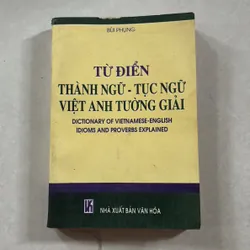 BÙI PHỤNG
TỪ ĐIỂN
THÀNH NGỮ - TỤC NGỮ
VIỆT ANH TƯỜNG GIẢI
DICTIONARY OF VIETNAMESE-ENGLISH
IDIOMS AND PROVERBS EXPLAINED
NHÀ XUẤT BẢN VĂN HÓA